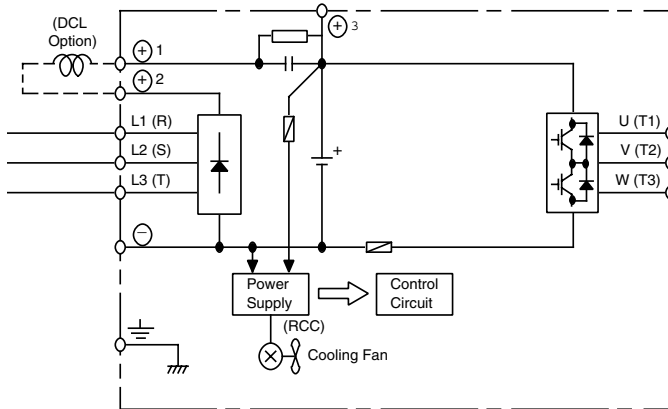 (DCL
Option)
+ 1
+ 2
+ 3
L1 (R)
L2 (S)
L3 (T)
U (T1)
V (T2)
W (T3)
+
−
Power
Supply
(RCC)
Control
Circuit
Cooling Fan